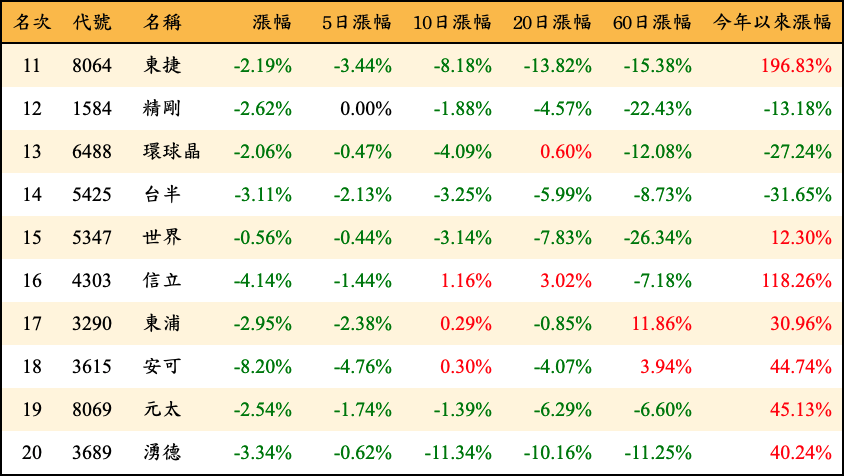 名次 代號 名稱 漲幅 5日漲幅 10日漲幅 20日漲幅 60日漲幅 今年以來漲幅
11 8064 東捷 -2.19% -3.44% -8.18% -13.82% -15.38% 196.83%
12 1584 精剛 -2.62% 0.00% -1.88% -4.57% -22.43% -13.18%
13 6488 環球晶 -2.06% -0.47% -4.09% 0.60% -12.08% -27.24%
14 5425 台半 -3.11% -2.13% -3.25% -5.99% -8.73% -31.65%
15 5347 世界 -0.56% -0.44% -3.14% -7.83% -26.34% 12.30%
16 4303 信立 -4.14% -1.44% 1.16% 3.02% -7.18% 118.26%
17 3290 東浦 -2.95% -2.38% 0.29% -0.85% 11.86% 30.96%
18 3615 安可 -8.20% -4.76% 0.30% -4.07% 3.94% 44.74%
19 8069 元太 -2.54% -1.74% -1.39% -6.29% -6.60% 45.13%
20 3689 湧德 -3.34% -0.62% -11.34% -10.16% -11.25% 40.24%